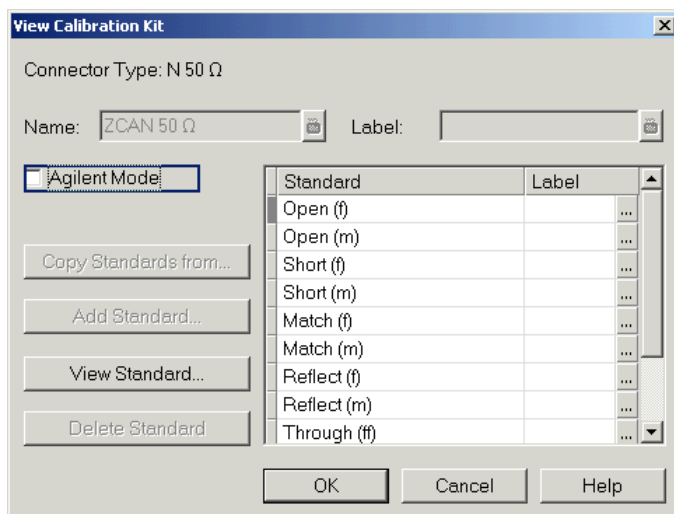 View Calibration Kit
Connector Type: N 50 Ω
Name: ZCAN 50 Ω Label:
Agilent Mode
Copy Standards from...
Add Standard...
View Standard...
Delete Standard
Standard Label
Open (f) ...
Open (m) ...
Short (f) ...
Short (m) ...
Match (f) ...
Match (m) ...
Reflect (f) ...
Reflect (m) ...
Through (ff) ...
OK Cancel Help